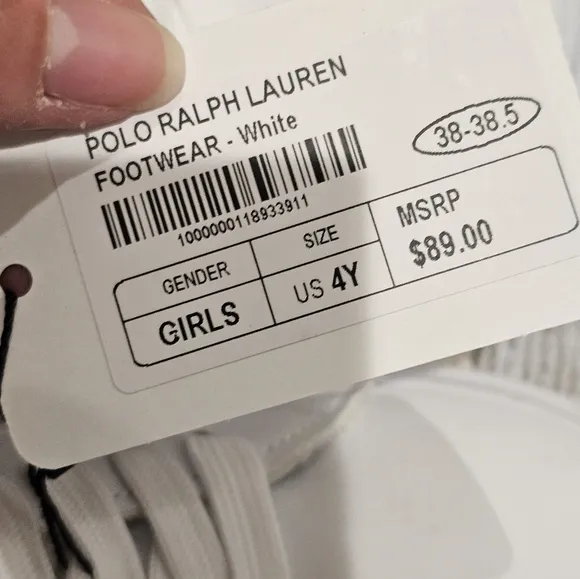 POLO RALPH LAUREN
FOOTWEAR - White
38-38.5
1000000118933911
GENDER
SIZE
MSRP
GIRLS
US 4Y
$89.00